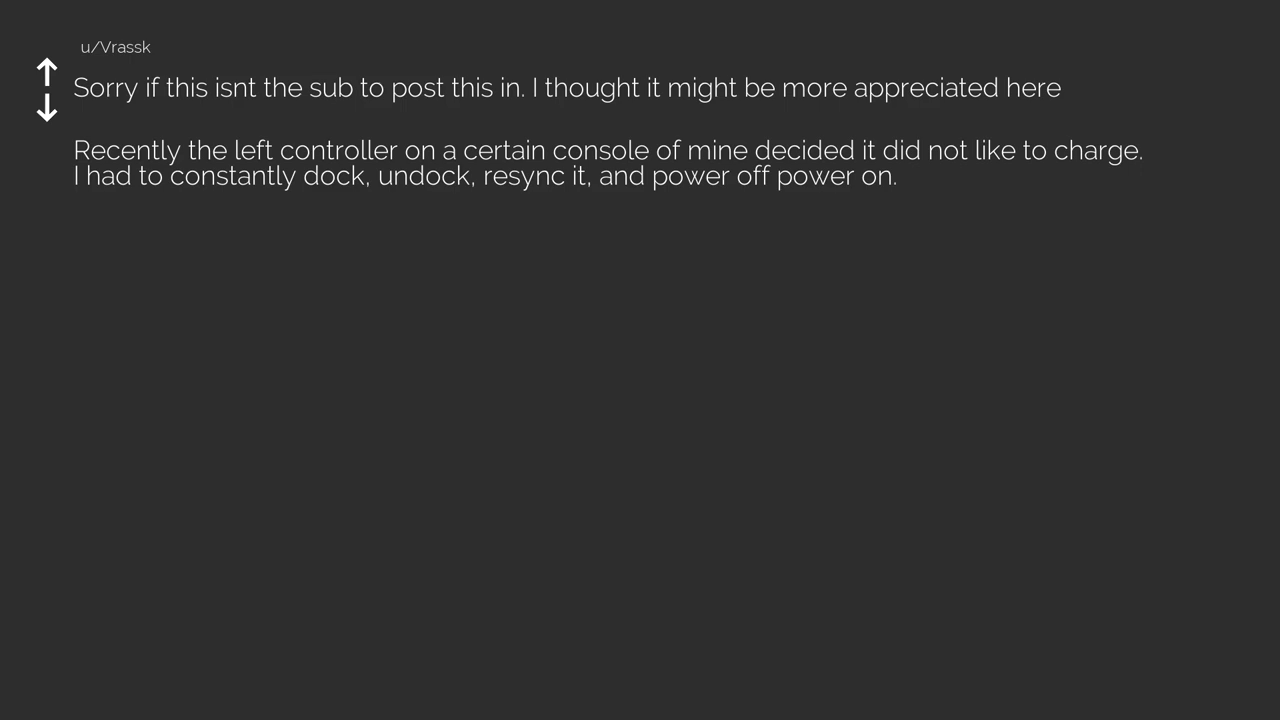 u/Vrassk
Sorry if this isnt the sub to post this in. I thought it might be more appreciated here
Recently the left controller on a certain console of mine decided it did not like to charge.
I had to constantly dock, undock, resync it, and power off power on.